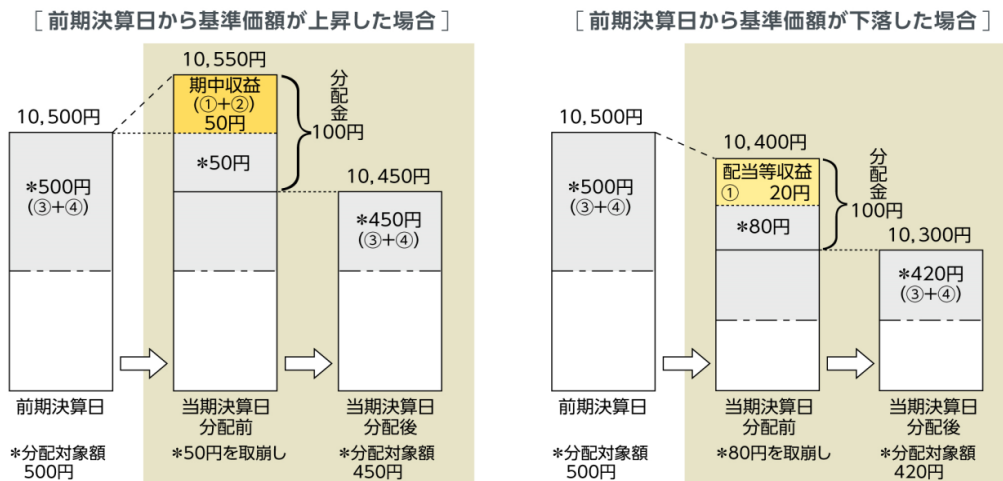 [前期決算日から基準価額が上昇した場合]
10,550円
期中収益
(①+②)
50円
分配金
100円
10,500円
*50円
10,450円
*500円
(③+④)
*450円
(③+④)
前期決算日
当期決算日
分配前
当期決算日
分配後
*分配対象額
500円
*50円を取崩し
*分配対象額
450円
[前期決算日から基準価額が下落した場合]
10,500円
10,400円
配当等収益
① 20円
分配金
100円
*500円
(③+④)
*80円
10,300円
*420円
(③+④)
前期決算日
当期決算日
分配前
当期決算日
分配後
*分配対象額
500円
*80円を取崩し
*分配対象額
420円